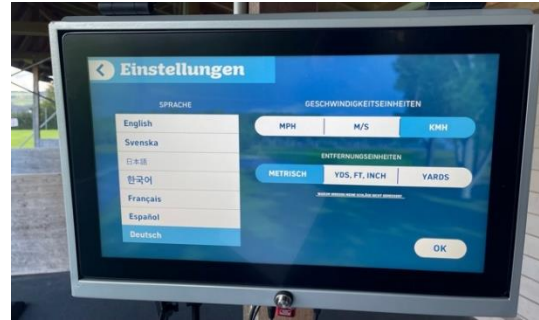 Einstellungen
SPRACHE
English
Svenska
日本語
한국어
Français
Español
Deutsch
GESCHWINDIGKEITSEINHEITEN
MPH
M/S
KMH
ENTFERNUNGSEINHEITEN
METRISCH
YDS, FT, INCH
YARDS
OK